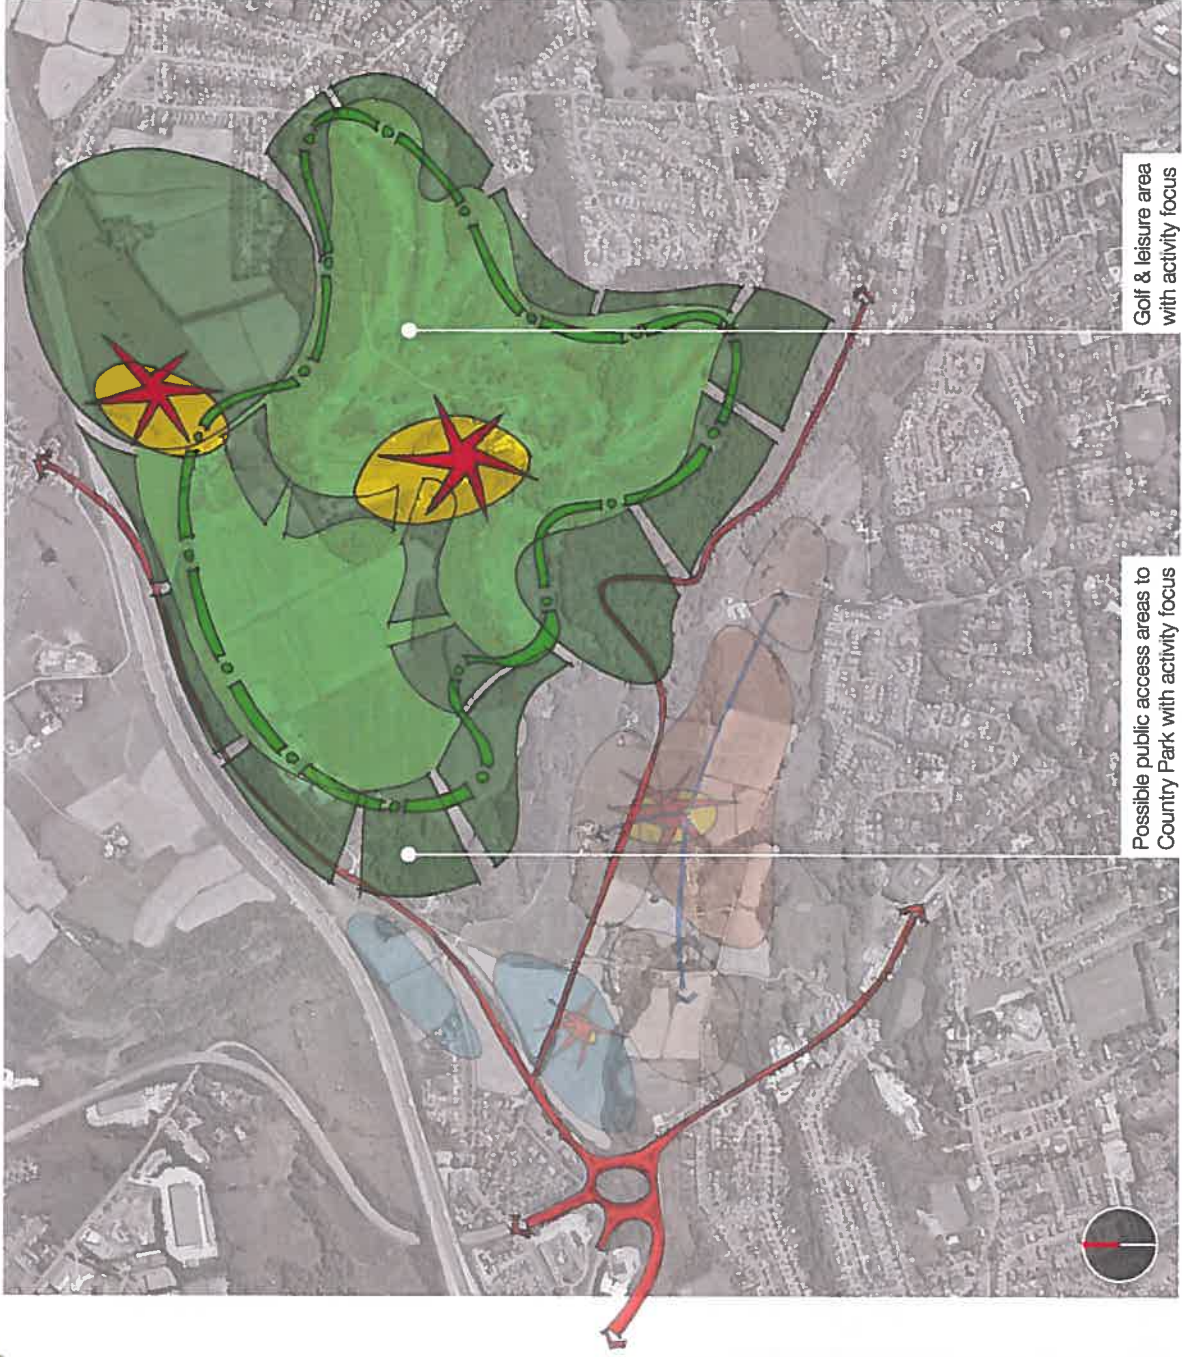 Golf & leisure area
with activity focus
Possible public access areas to
Country Park with activity focus